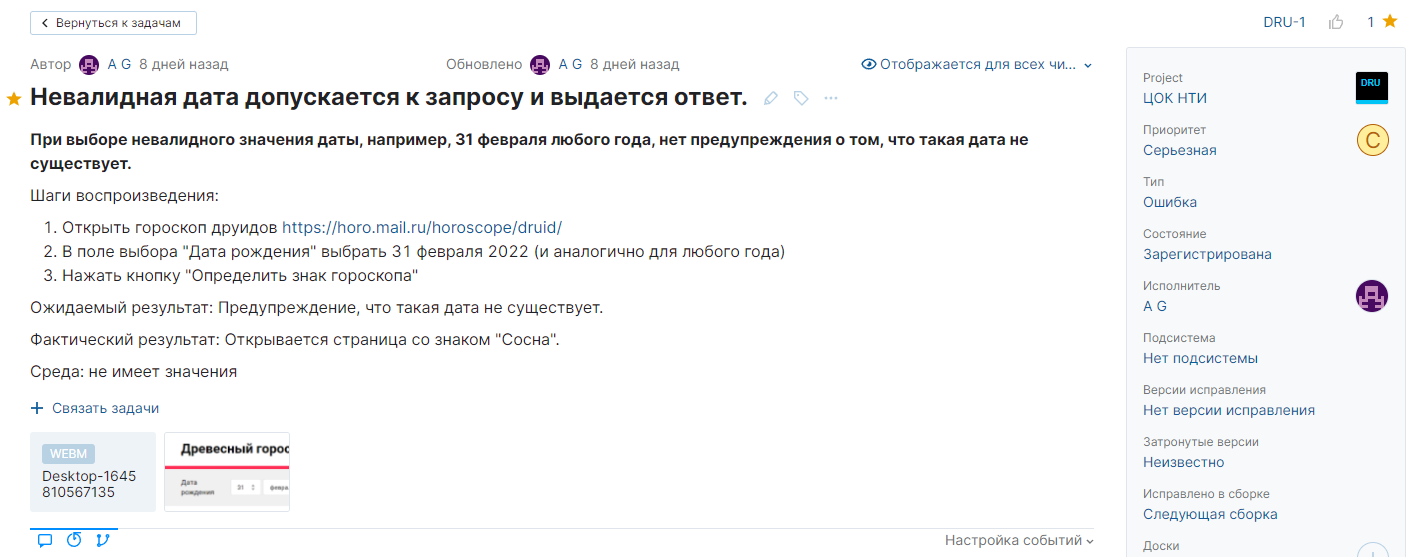 Вернуться к задачам
DRU-1
1
Автор A G 8 дней назад
Обновлено A G 8 дней назад
Отображается для всех чи...
Невалидная дата допускается к запросу и выдается ответ.
При выборе невалидного значения даты, например, 31 февраля любого года, нет предупреждения о том, что такая дата не
существует.
Шаги воспроизведения:
1. Открыть гороскоп друидов https://horo.mail.ru/horoscope/druid/
2. В поле выбора "Дата рождения" выбрать 31 февраля 2022 (и аналогично для любого года)
3. Нажать кнопку "Определить знак гороскопа"
Ожидаемый результат: Предупреждение, что такая дата не существует.
Фактический результат: Открывается страница со знаком "Сосна".
Среда: не имеет значения
Связать задачи
WEBM
Desktop-1645
810567135
Древесный горос
Дата
рождения
31
февра.
Настройка событий
Project
ЦОК НТИ
DRU
Приоритет
Серьезная
С
Тип
Ошибка
Состояние
Зарегистрирована
Исполнитель
A G
Подсистема
Нет подсистемы
Версии исправления
Нет версии исправления
Затронутые версии
Неизвестно
Исправлено в сборке
Следующая сборка
Доски